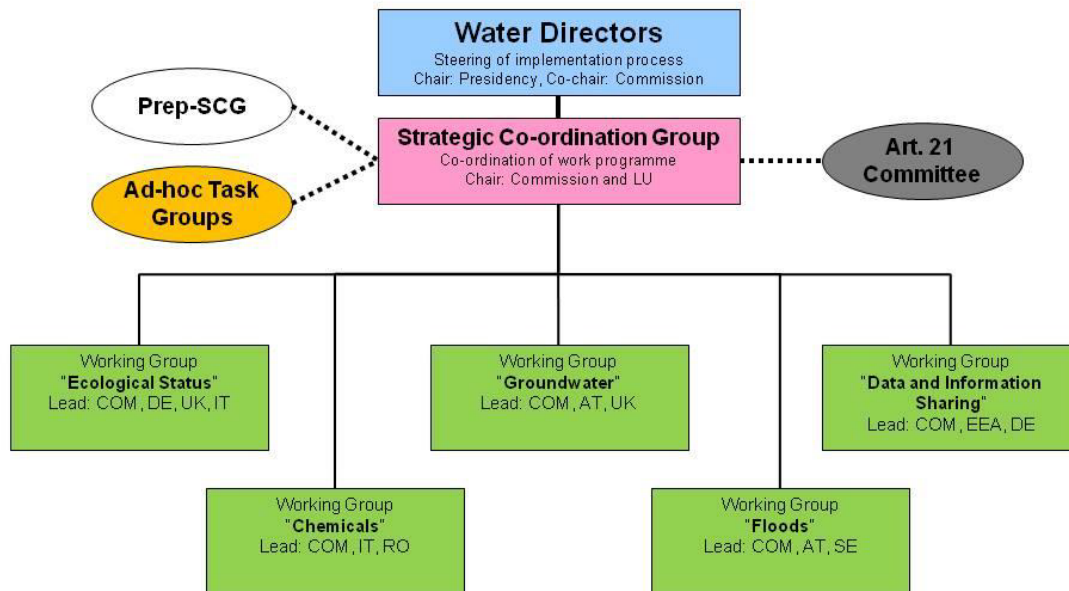 Water Directors
Steering of implementation process
Chair: Presidency, Co-chair: Commission
Prep-SCG
Strategic Co-ordination Group
Co-ordination of work programme
Chair: Commission and LU
Art. 21
Committee
Ad-hoc Task
Groups
Working Group
"Ecological Status"
Lead: COM, DE, UK, IT
Working Group
"Groundwater"
Lead: COM, AT, UK
Working Group
"Data and Information
Sharing"
Lead: COM, EEA, DE
Working Group
"Chemicals"
Lead: COM, IT, RO
Working Group
"Floods"
Lead: COM, AT, SE